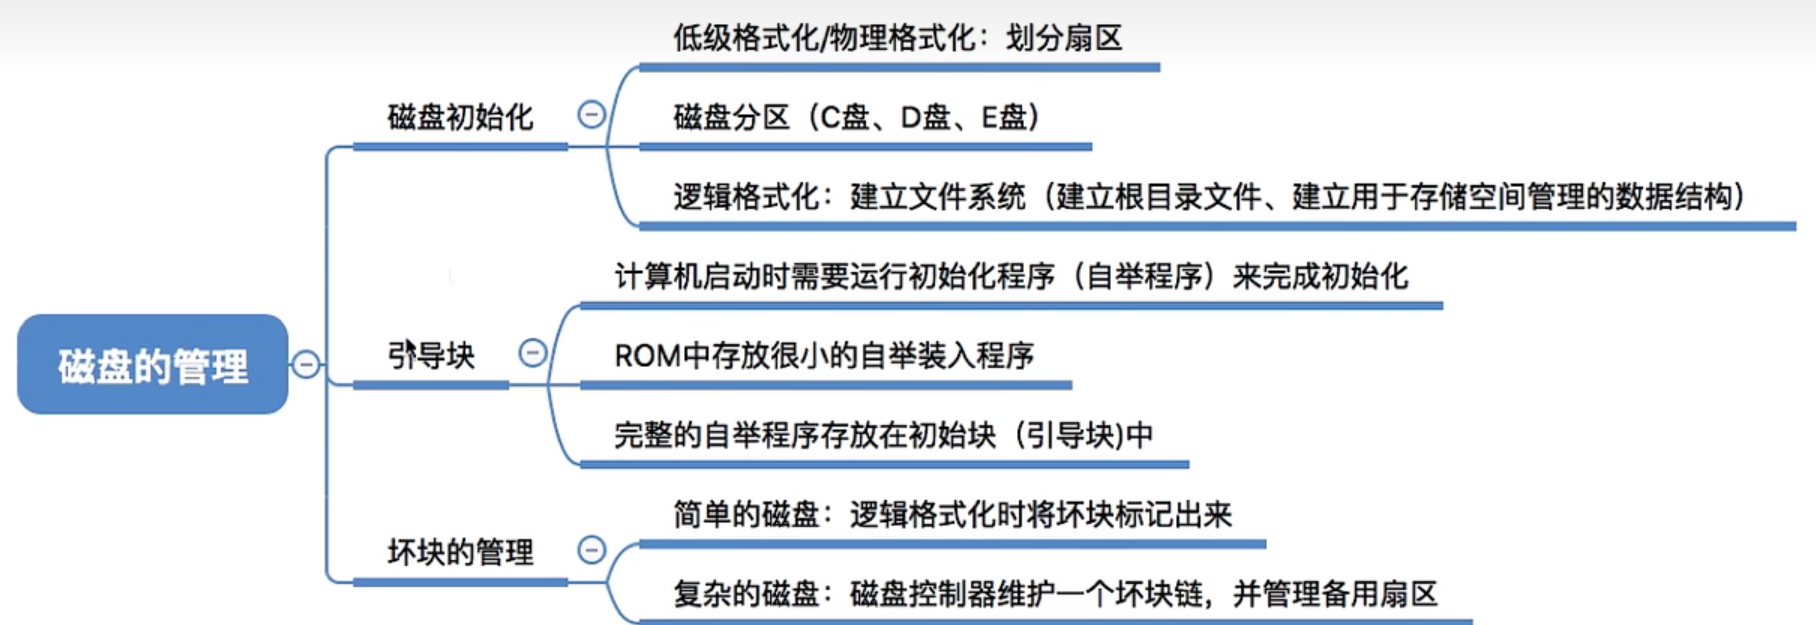 低级格式化/物理格式化：划分扇区
磁盘初始化
磁盘分区（C盘、D盘、E盘）
逻辑格式化：建立文件系统（建立根目录文件、建立用于存储空间管理的数据结构）
计算机启动时需要运行初始化程序（自举程序）来完成初始化
磁盘的管理
引导块
ROM中存放很小的自举装入程序
完整的自举程序存放在初始块（引导块)中
简单的磁盘：逻辑格式化时将坏块标记出来
坏块的管理
复杂的磁盘：磁盘控制器维护一个坏块链，并管理备用扇区